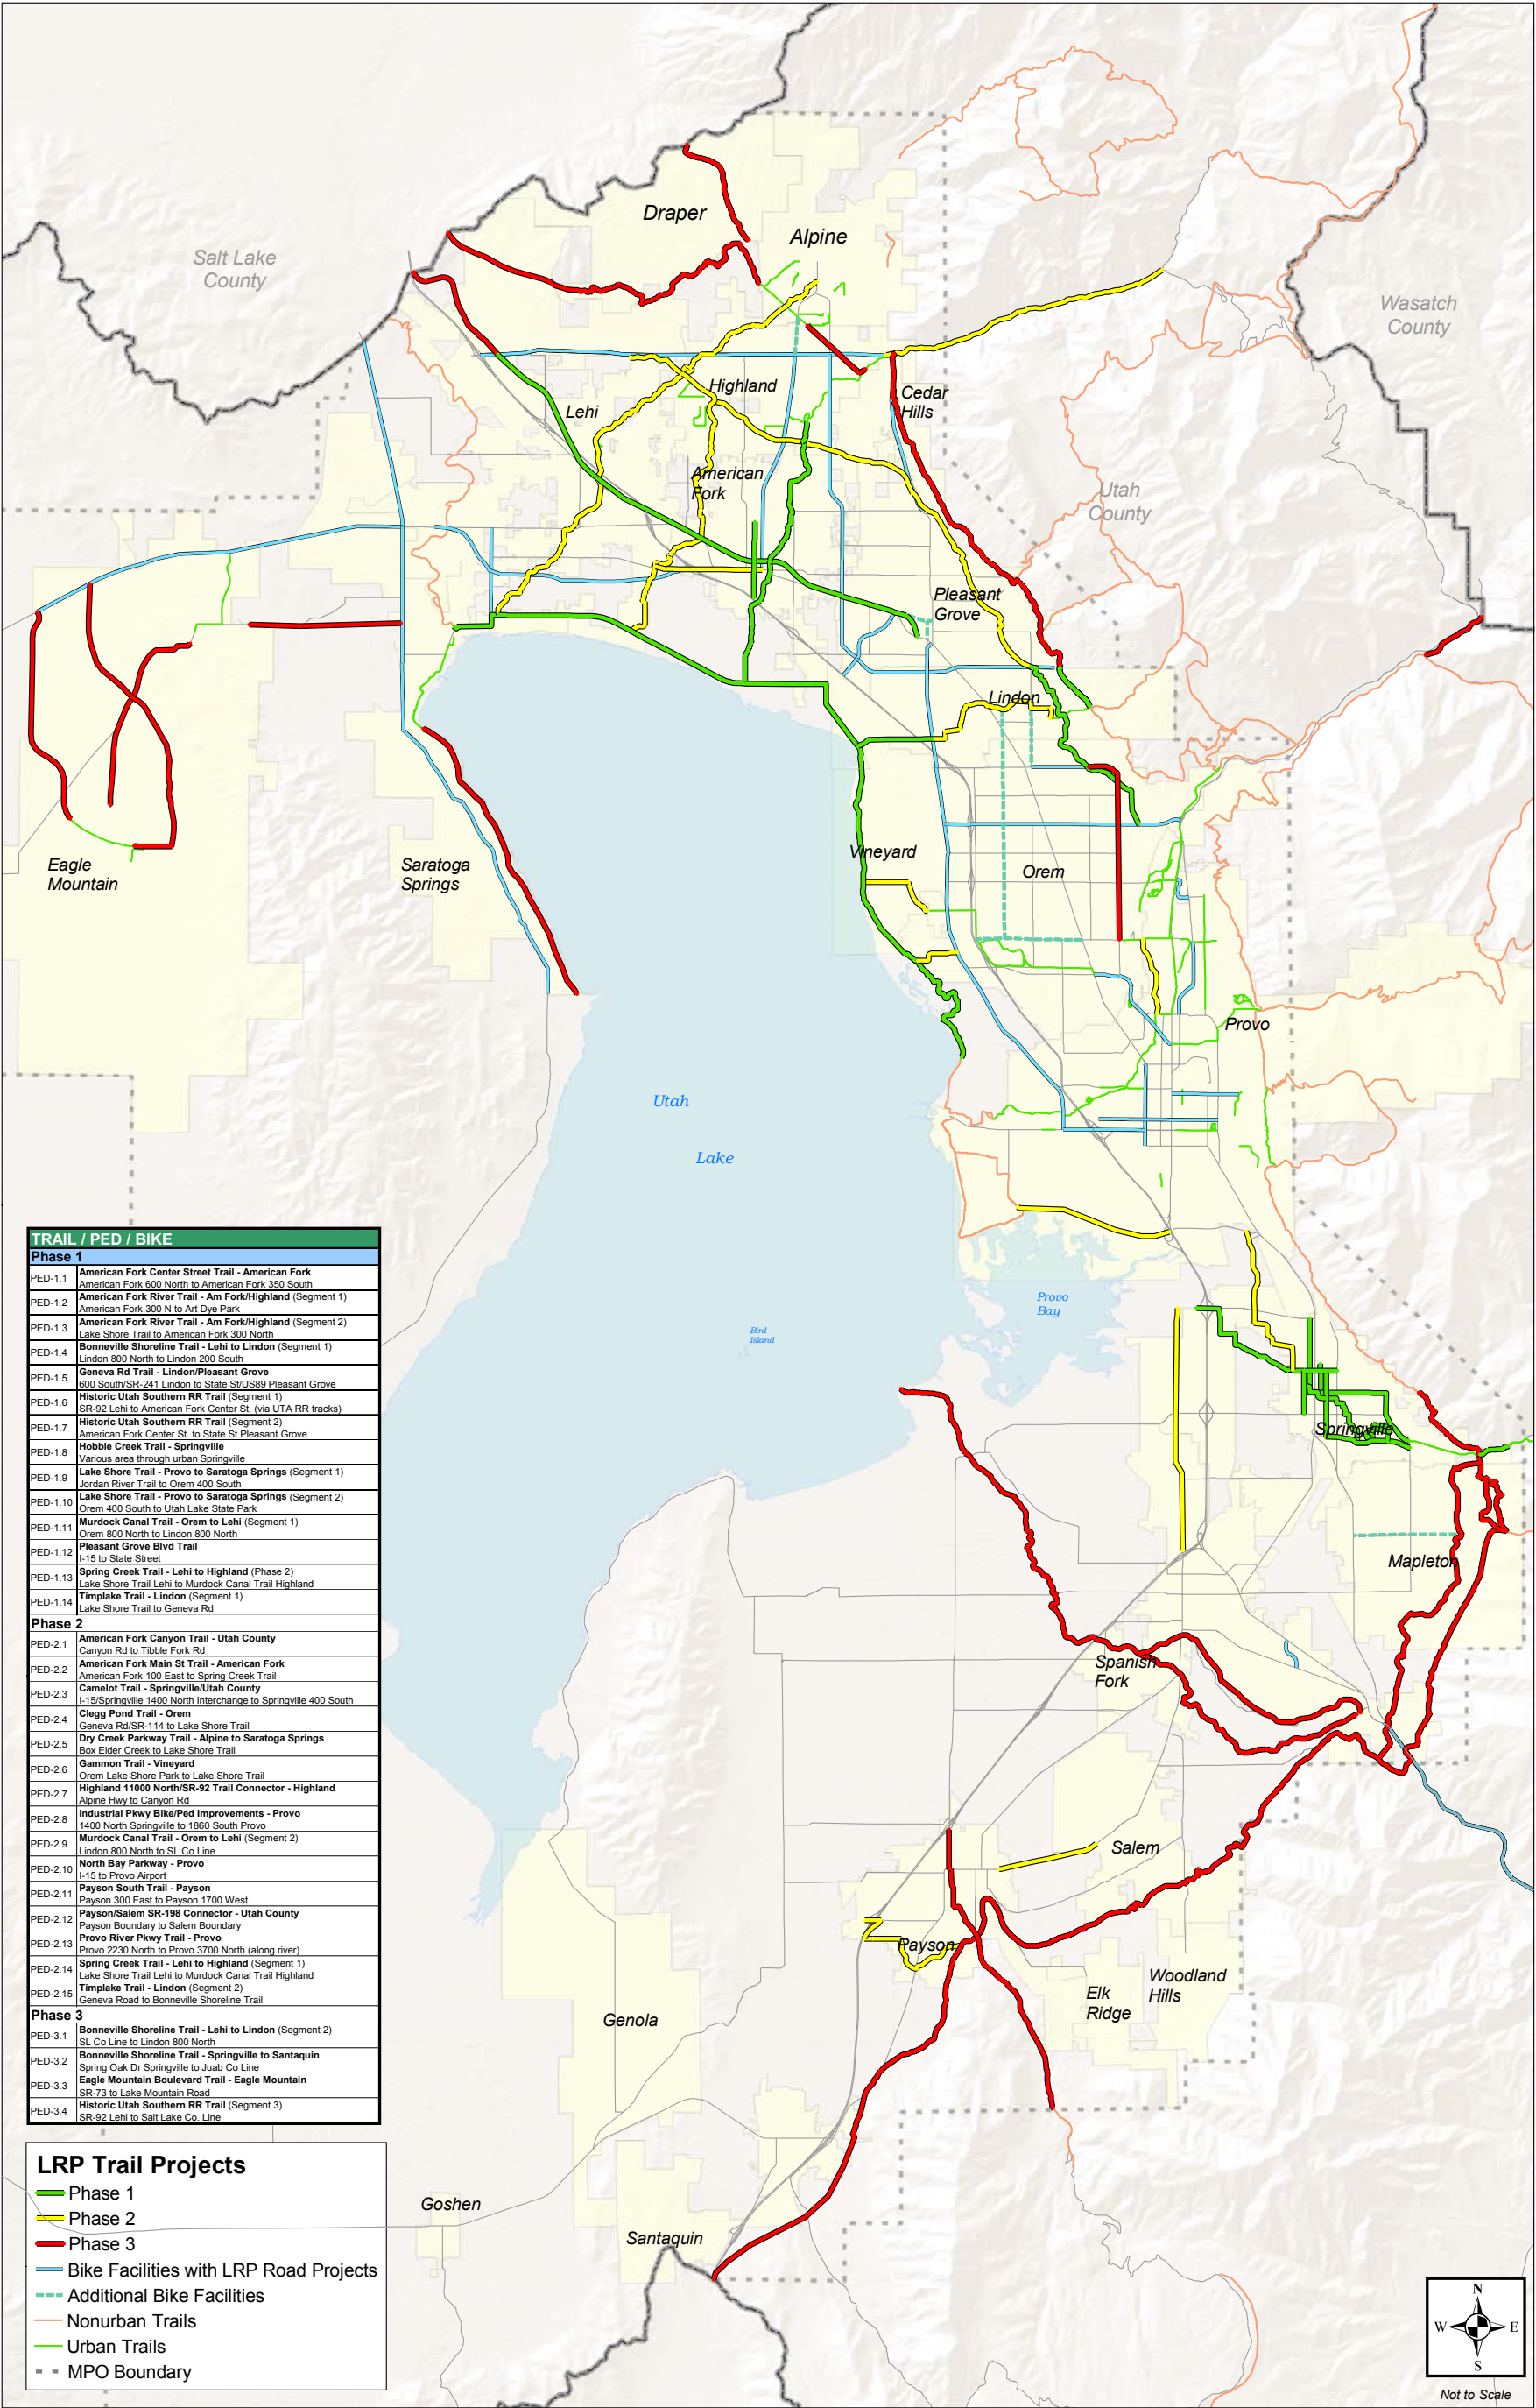 Draper
Alpine
Salt Lake
County
Wasatch
County
Highland
Cedar
Hills
Lehi
American
Fork
Utah
County
Pleasant
Grove
Lindon
Vineyard
Orem
Eagle
Mountain
Saratoga
Springs
Provo
Utah
Lake
Provo
Bay
Bird
Island
Springville
Mapleton
Spanish
Fork
Salem
Payson
Elk
Ridge
Woodland
Hills
Genola
Goshen
Santaquin
TRAIL / PED / BIKE
Phase 1
PED-1.1 American Fork Center Street Trail - American Fork
American Fork 600 North to American Fork 350 South
PED-1.2 American Fork River Trail - Am Fork/Highland (Segment 1)
American Fork 300 N to Art Dye Park
PED-1.3 American Fork River Trail - Am Fork/Highland (Segment 2)
Lake Shore Trail to American Fork 300 North
PED-1.4 Bonneville Shoreline Trail - Lehi to Lindon (Segment 1)
Lindon 800 North to Lindon 200 South
PED-1.5 Geneva Rd Trail - Lindon/Pleasant Grove
600 South/SR-241 Lindon to State St/US89 Pleasant Grove
PED-1.6 Historic Utah Southern RR Trail (Segment 1)
SR-92 Lehi to American Fork Center St. (via UTA RR tracks)
PED-1.7 Historic Utah Southern RR Trail (Segment 2)
American Fork Center St. to State St Pleasant Grove
PED-1.8 Hobble Creek Trail - Springville
Various area through urban Springville
PED-1.9 Lake Shore Trail - Provo to Saratoga Springs (Segment 1)
Jordan River Trail to Orem 400 South
PED-1.10 Lake Shore Trail - Provo to Saratoga Springs (Segment 2)
Orem 400 South to Utah Lake State Park
PED-1.11 Murdock Canal Trail - Orem to Lehi (Segment 1)
Orem 800 North to Lindon 800 North
PED-1.12 Pleasant Grove Blvd Trail
I-15 to State Street
PED-1.13 Spring Creek Trail - Lehi to Highland (Phase 2)
Lake Shore Trail Lehi to Murdock Canal Trail Highland
PED-1.14 Timplake Trail - Lindon (Segment 1)
Lake Shore Trail to Geneva Rd
Phase 2
PED-2.1 American Fork Canyon Trail - Utah County
Canyon Rd to Tibble Fork Rd
PED-2.2 American Fork Main St Trail - American Fork
American Fork 100 East to Spring Creek Trail
PED-2.3 Camelot Trail - Springville/Utah County
I-15/Springville 1400 North Interchange to Springville 400 South
PED-2.4 Clegg Pond Trail - Orem
Geneva Rd/SR-114 to Lake Shore Trail
PED-2.5 Dry Creek Parkway Trail - Alpine to Saratoga Springs
Box Elder Creek to Lake Shore Trail
PED-2.6 Gammon Trail - Vineyard
Orem Lake Shore Park to Lake Shore Trail
PED-2.7 Highland 11000 North/SR-92 Trail Connector - Highland
Alpine Hwy to Canyon Rd
PED-2.8 Industrial Pkwy Bike/Ped Improvements - Provo
1400 North Springville to 1860 South Provo
PED-2.9 Murdock Canal Trail - Orem to Lehi (Segment 2)
Lindon 800 North to SL Co Line
PED-2.10 North Bay Parkway - Provo
I-15 to Provo Airport
PED-2.11 Payson South Trail - Payson
Payson 300 East to Payson 1700 West
PED-2.12 Payson/Salem SR-198 Connector - Utah County
Payson Boundary to Salem Boundary
PED-2.13 Provo River Pkwy Trail - Provo
Provo 2230 North to Provo 3700 North (along river)
PED-2.14 Spring Creek Trail - Lehi to Highland (Segment 1)
Lake Shore Trail Lehi to Murdock Canal Trail Highland
PED-2.15 Timplake Trail - Lindon (Segment 2)
Geneva Road to Bonneville Shoreline Trail
Phase 3
PED-3.1 Bonneville Shoreline Trail - Lehi to Lindon (Segment 2)
SL Co Line to Lindon 800 North
PED-3.2 Bonneville Shoreline Trail - Springville to Santaquin
Spring Oak Dr Springville to Juab Co Line
PED-3.3 Eagle Mountain Boulevard Trail - Eagle Mountain
SR-73 to Lake Mountain Road
PED-3.4 Historic Utah Southern RR Trail (Segment 3)
SR-92 Lehi to Salt Lake Co. Line
LRP Trail Projects
Phase 1
Phase 2
Phase 3
Bike Facilities with LRP Road Projects
Additional Bike Facilities
Nonurban Trails
Urban Trails
MPO Boundary
N
W E
S
Not to Scale